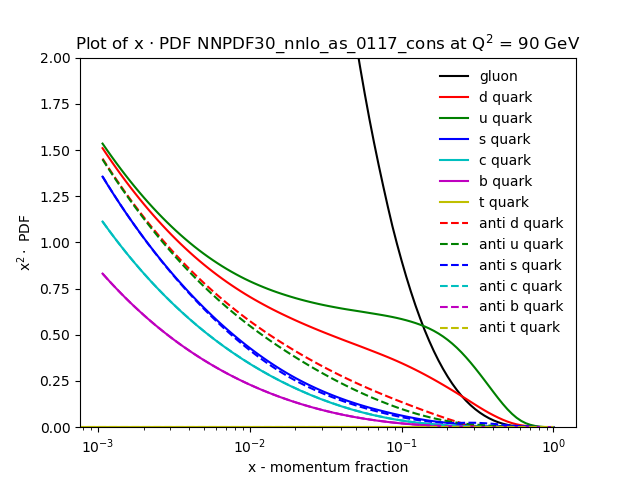 Plot of x · PDF NNPDF30_nnlo_as_0117_cons at Q² = 90 GeV
x² · PDF
2.00
1.75
1.50
1.25
1.00
0.75
0.50
0.25
0.00
gluon
d quark
u quark
s quark
c quark
b quark
t quark
anti d quark
anti u quark
anti s quark
anti c quark
anti b quark
anti t quark
10⁻³ 10⁻² 10⁻¹ 10⁰
x - momentum fraction